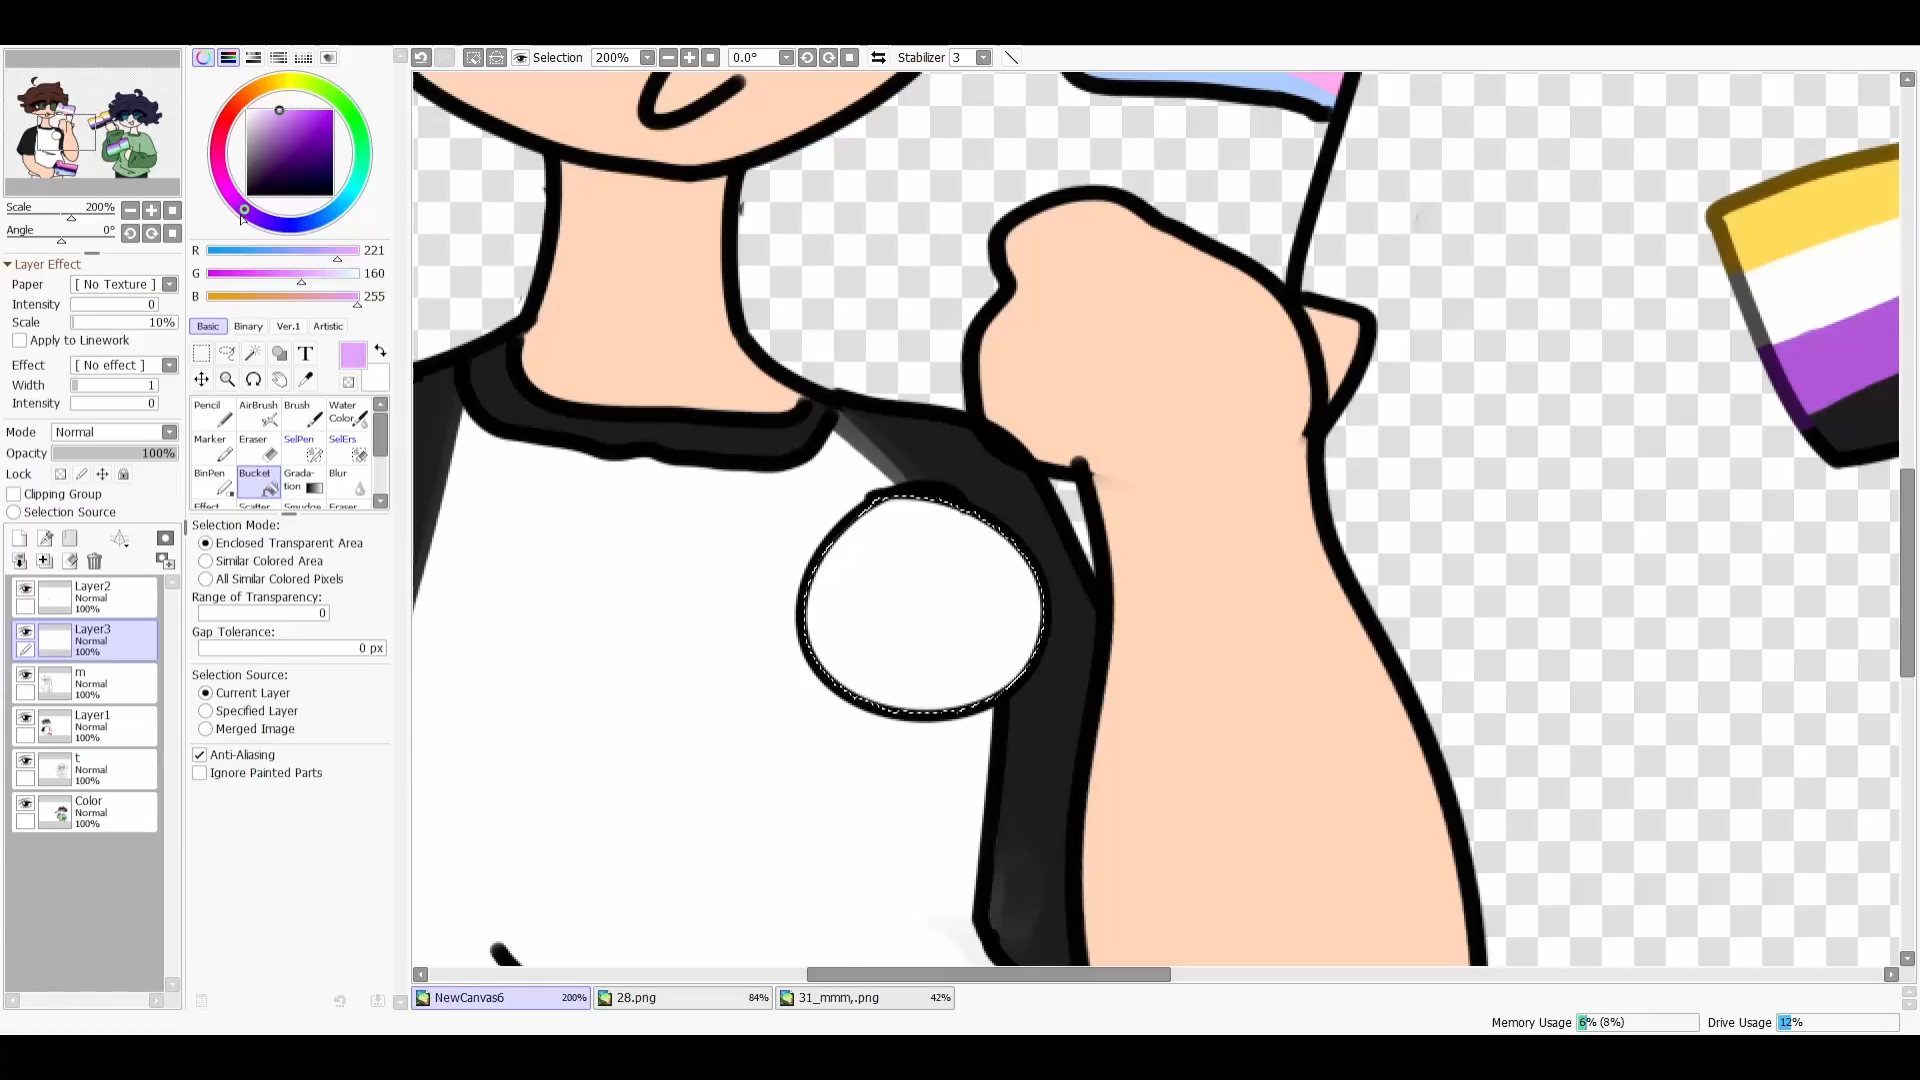 Selection 200% 0.0° Stabilizer 3
Scale 200%
Angle 0°
Layer Effect
Paper [ No Texture ]
Intensity 0
Scale 10%
Apply to Linework
Effect [ No effect ]
Width 1
Intensity 0
Mode Normal
Opacity 100%
Lock
Clipping Group
Selection Source
Layer2
Normal
100%
Layer3
Normal
100%
m
Normal
100%
Layer1
Normal
100%
t
Normal
100%
Color
Normal
100%
R 221
G 160
B 255
Basic Binary Ver.1 Artistic
T
Pencil AirBrush Brush Water
Color
Marker Eraser SelPen SelErs
BinPen Bucket Grada- Blur
tion
Effect Scatter Smudge Eraser
Selection Mode:
Enclosed Transparent Area
Similar Colored Area
All Similar Colored Pixels
Range of Transparency:
0
Gap Tolerance:
0 px
Selection Source:
Current Layer
Specified Layer
Merged Image
Anti-Aliasing
Ignore Painted Parts
NewCanvas6 200% 28.png 84% 31_mmm,.png 42%
Memory Usage 6% (8%) Drive Usage 12%